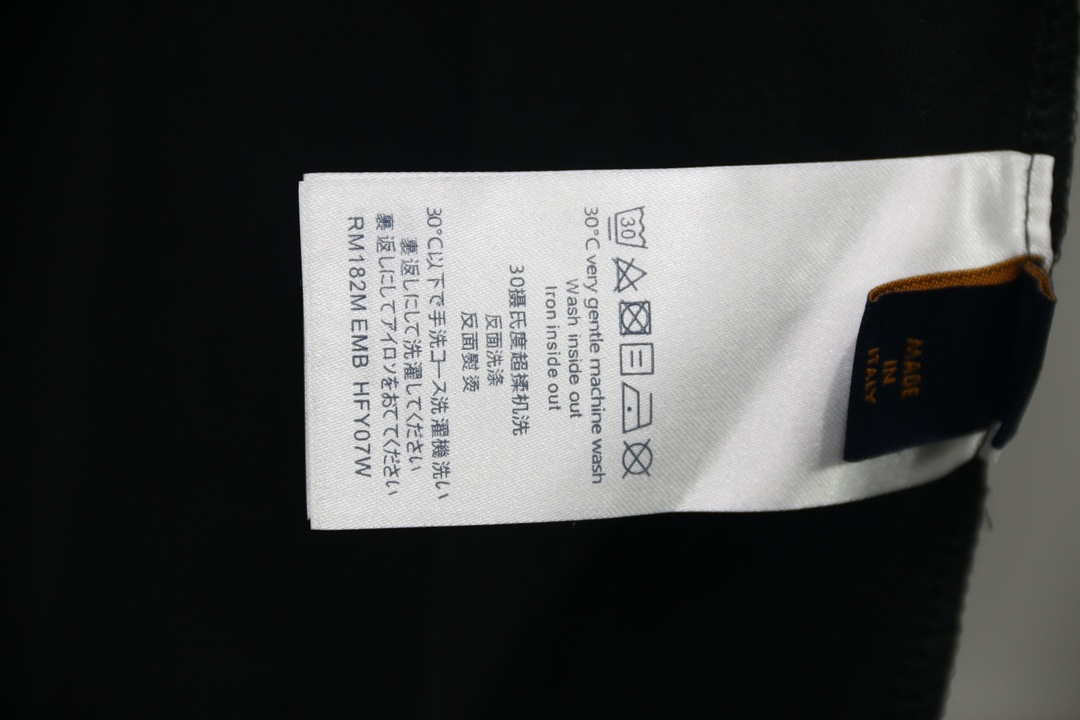 MADE
IN
ITALY
30
30°C very gentle machine wash
Wash inside out
Iron inside out
30摄氏度超揉机洗
反面洗涤
反面熨烫
30°C以下で手洗コース洗濯機洗い
裏返しにして洗濯してください
裏返しにしてアイロンをおててください
RM182M EMB HFY07W